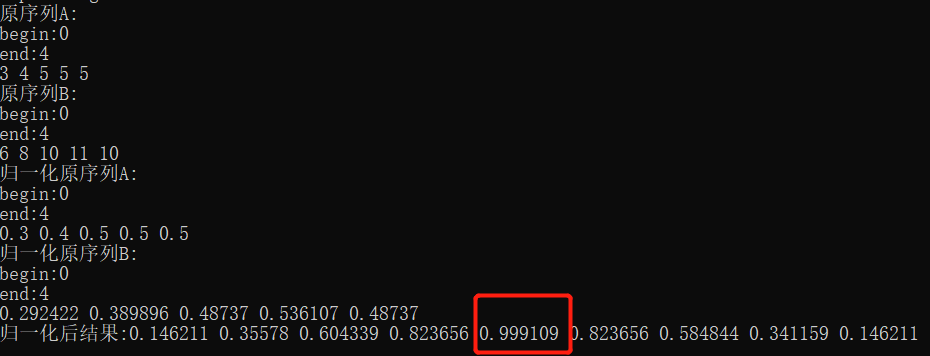 原序列A:
begin:0
end:4
3 4 5 5 5
原序列B:
begin:0
end:4
6 8 10 11 10
归一化原序列A:
begin:0
end:4
0.3 0.4 0.5 0.5 0.5
归一化原序列B:
begin:0
end:4
0.292422 0.389896 0.48737 0.536107 0.48737
归一化后结果:0.146211 0.35578 0.604339 0.823656 0.999109 0.823656 0.584844 0.341159 0.146211